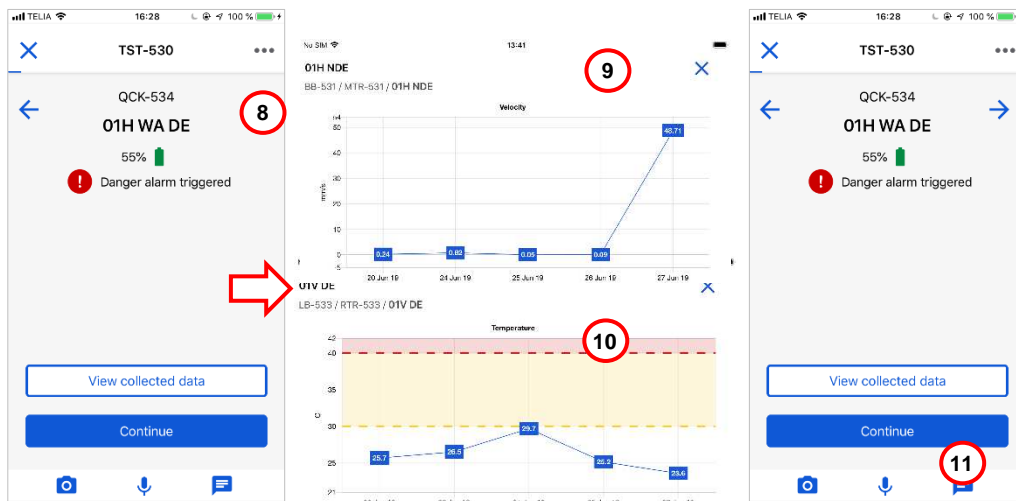 TELIA 16:28 100 %
TST-530
QCK-534
8
01H WA DE
55%
Danger alarm triggered
View collected data
Continue
No SIM 13:41
01H NDE
9
BB-531 / MTR-531 / 01H NDE
Velocity
60
48.71
40
mm/s
30
20
10
0
0.24
0.82
0.05
0.09
20 Jun 19 24 Jun 19 25 Jun 19 26 Jun 19 27 Jun 19
01V DE
LB-533 / RTR-533 / 01V DE
Temperature
10
42
40
35
C
30
29.7
25.7
26.5
25.2
23.6
25
21
TELIA 16:28 100 %
TST-530
QCK-534
01H WA DE
55%
Danger alarm triggered
View collected data
Continue
11